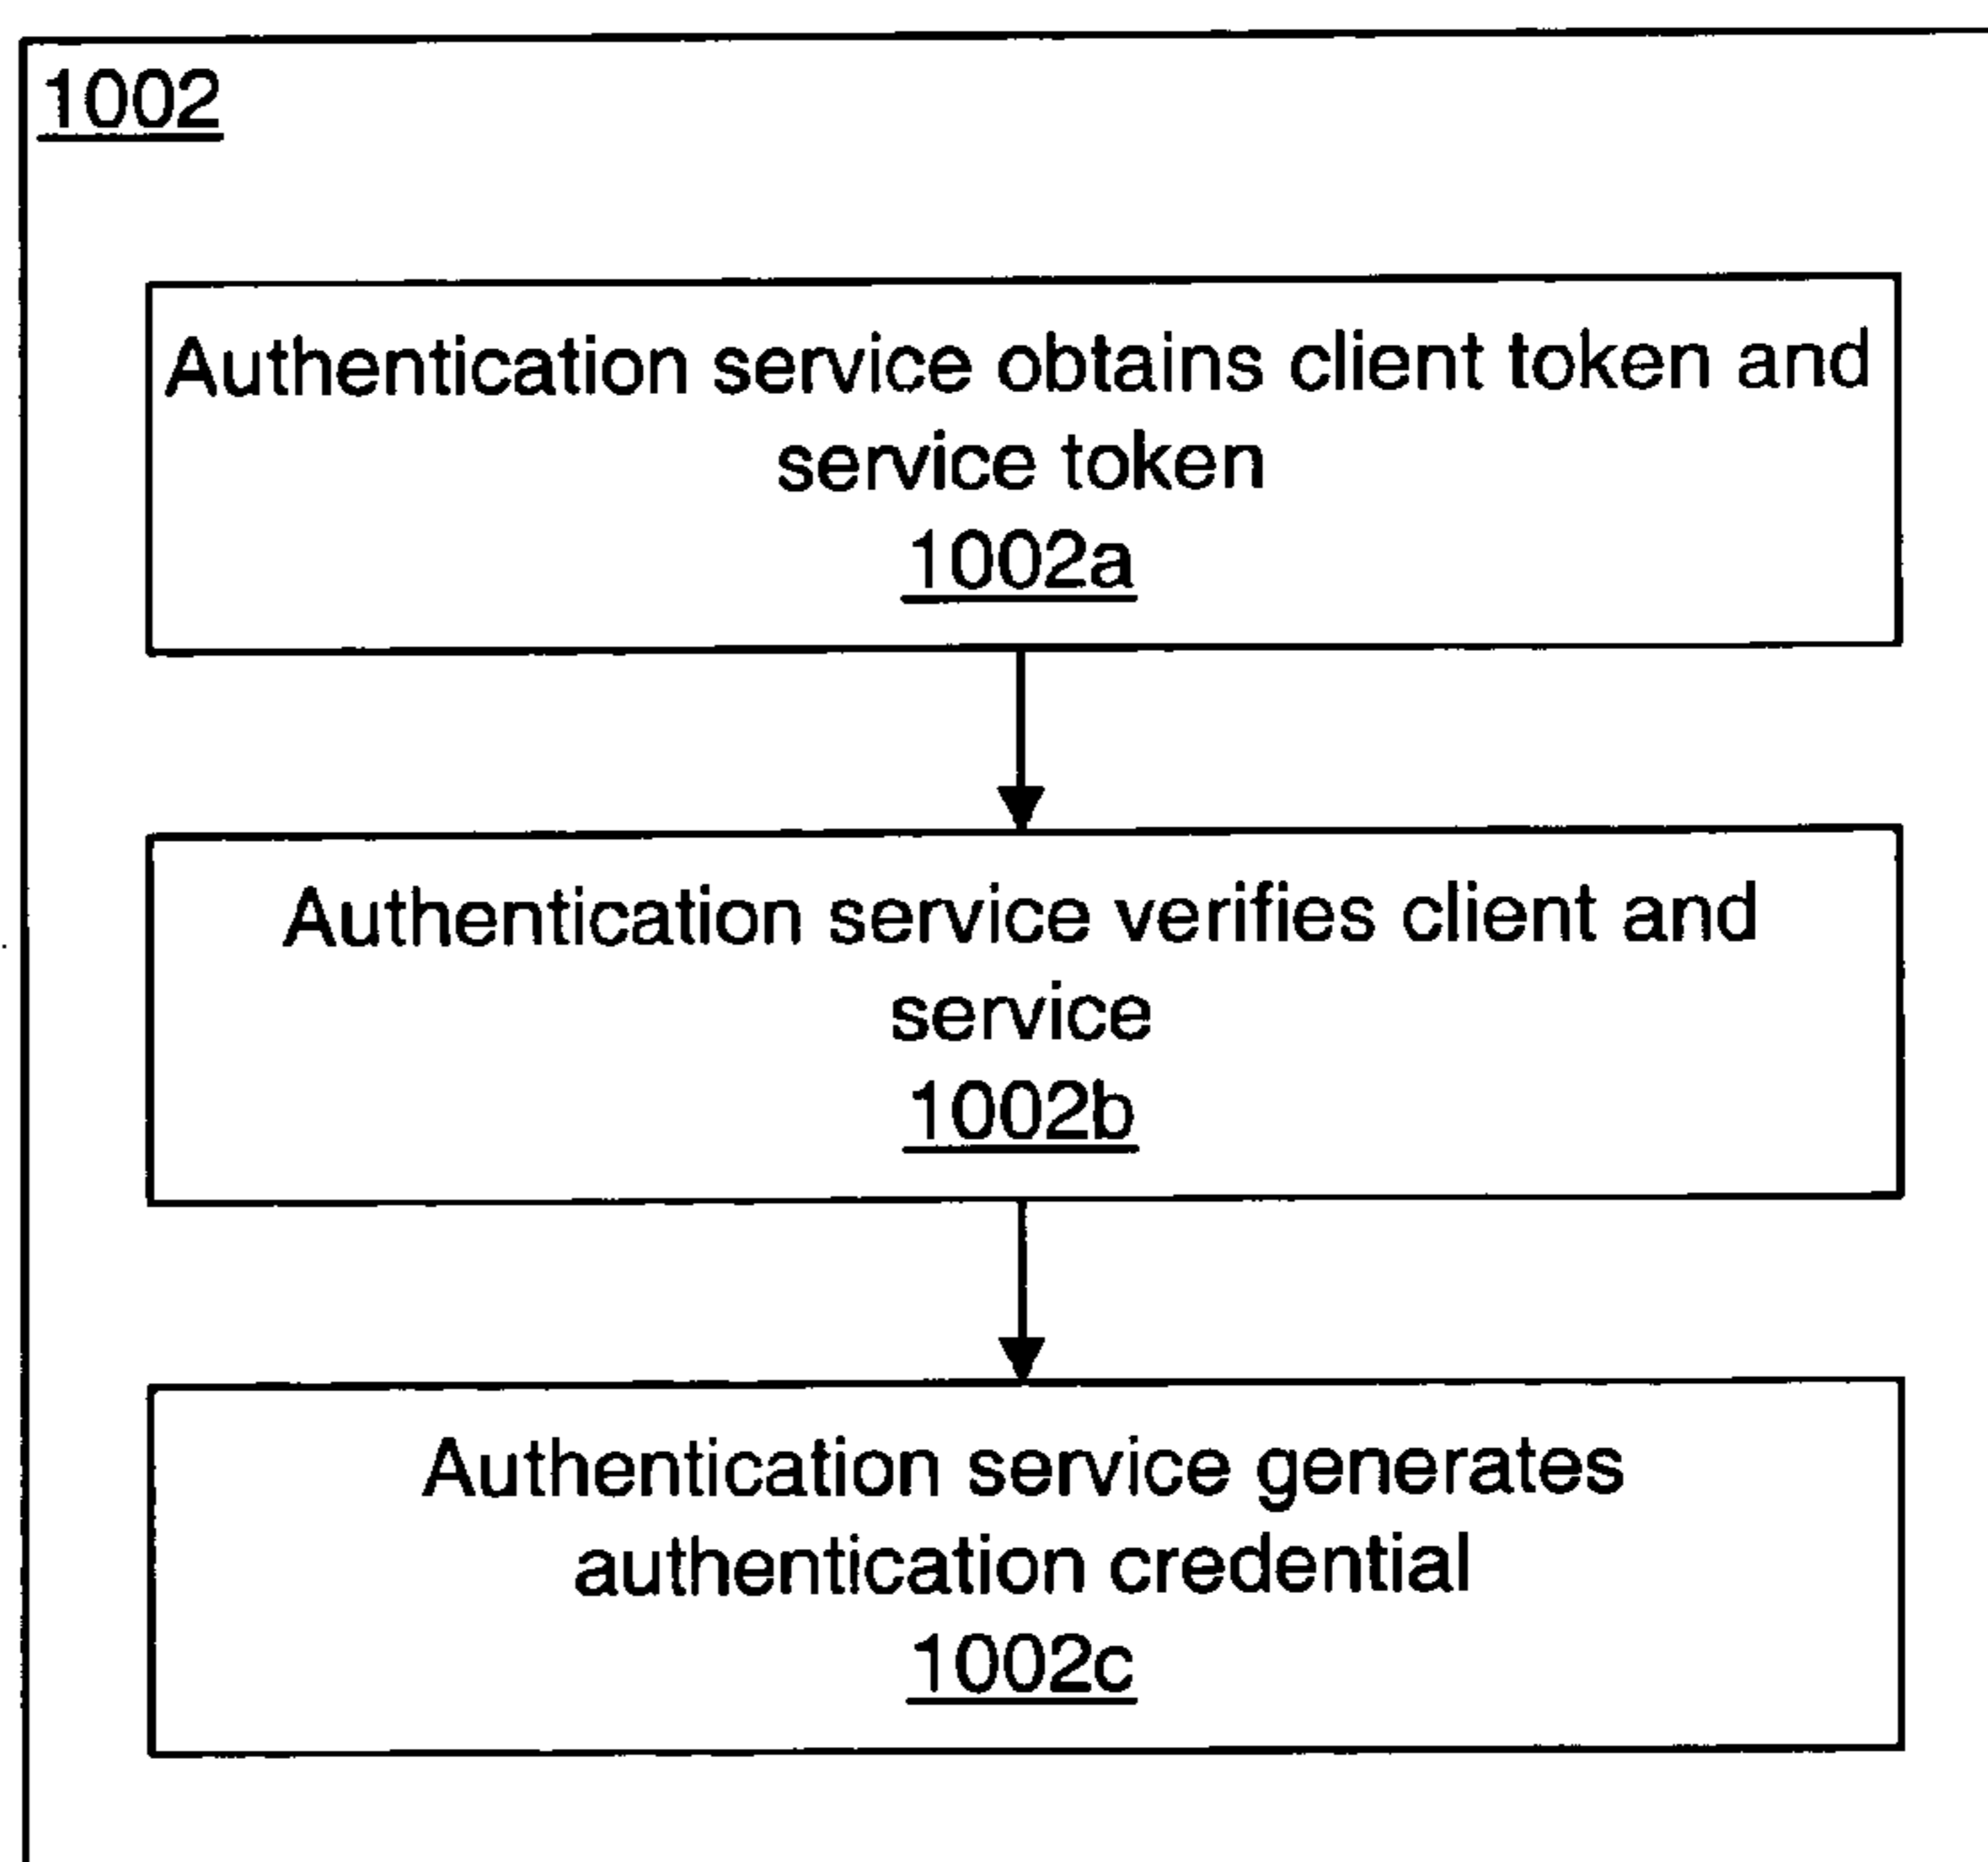 1002
Authentication service obtains client token and
service token
1002a
Authentication service verifies client and
service
1002b
Authentication service generates
authentication credential
1002c